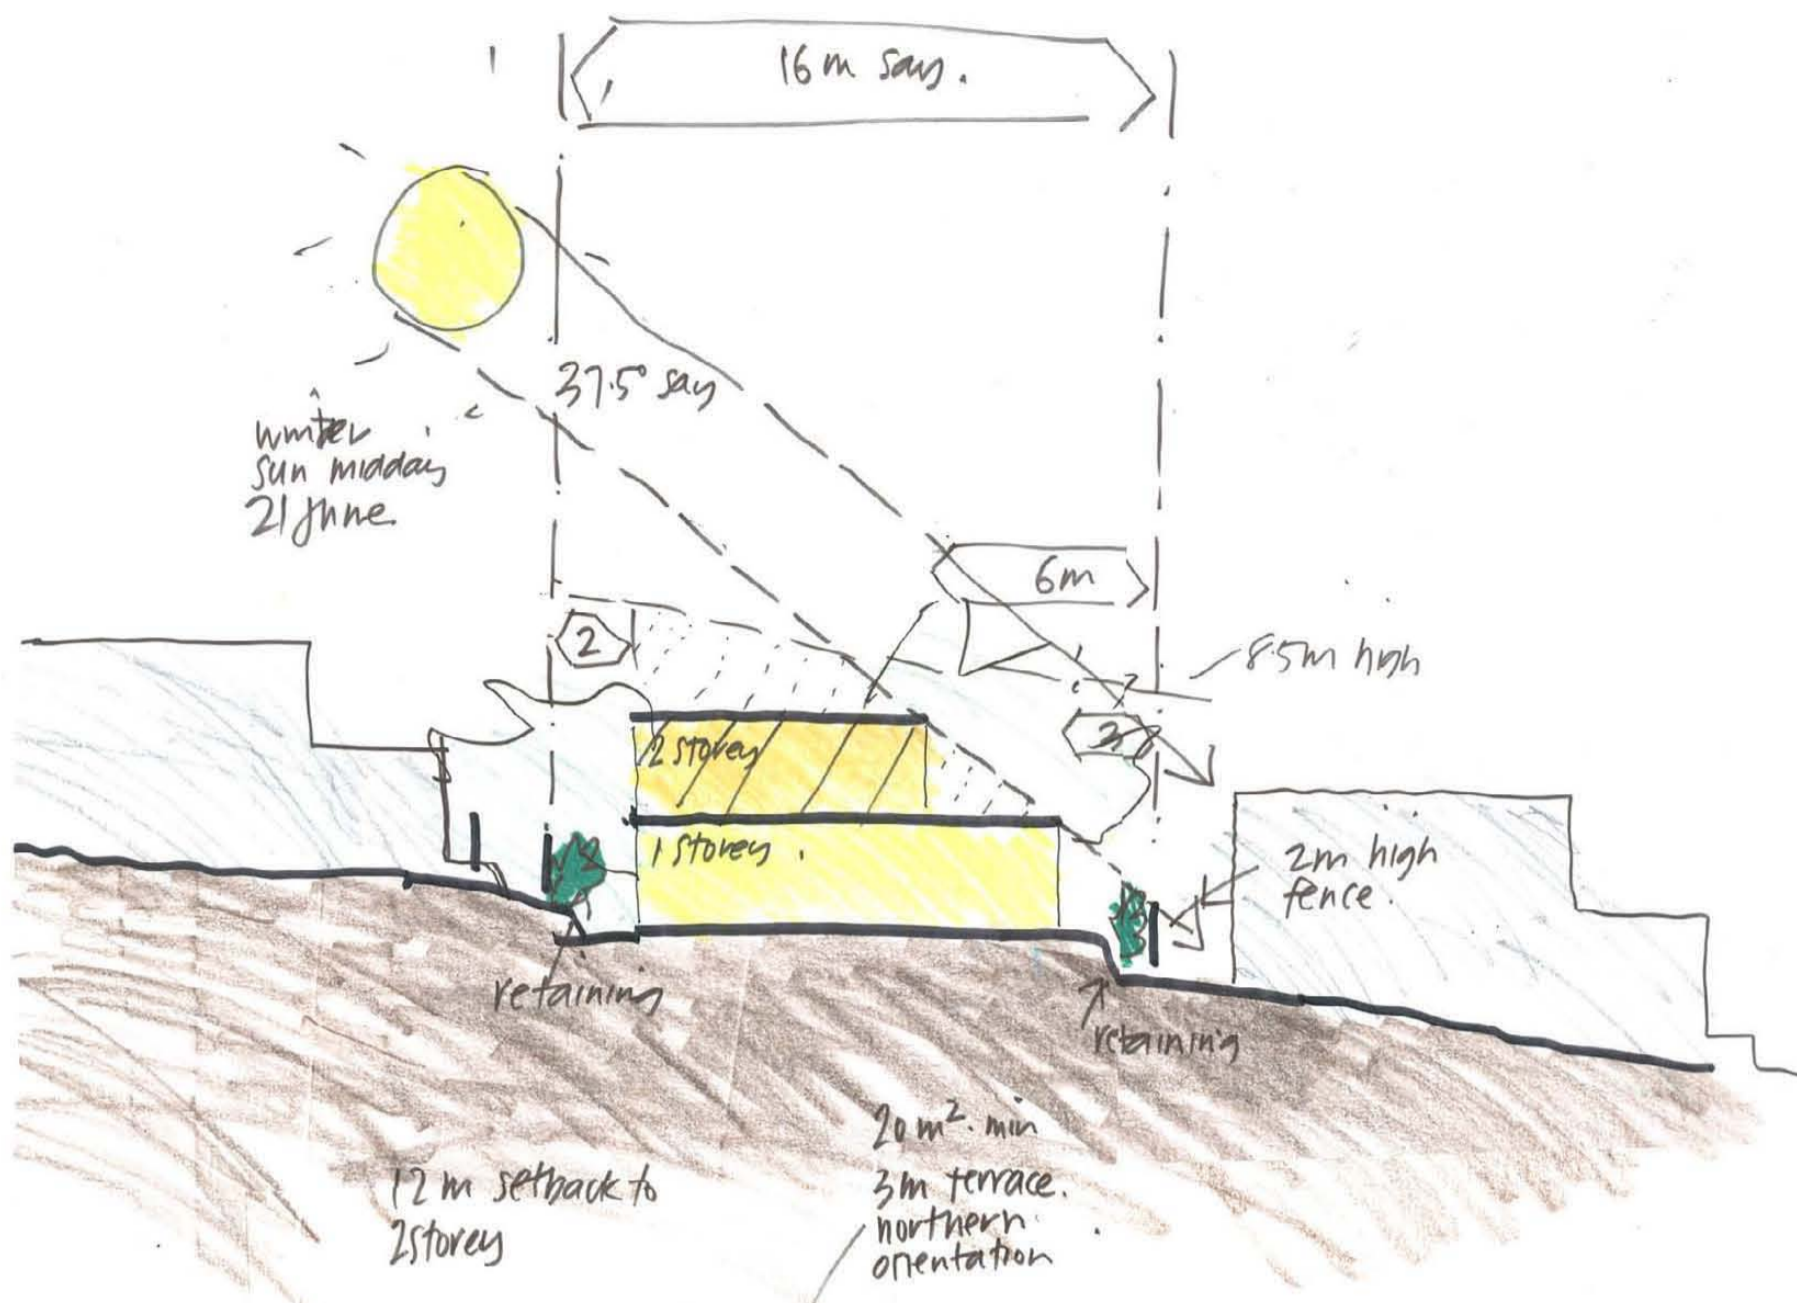 16m say.
37.5° say
winter
sun midday
21 June
6m
2
8.5m high
3
2 storey
1 storey.
2m high
fence.
retaining
retaining
12m setback to
2storey
20m². min
3m terrace.
northern
orientation